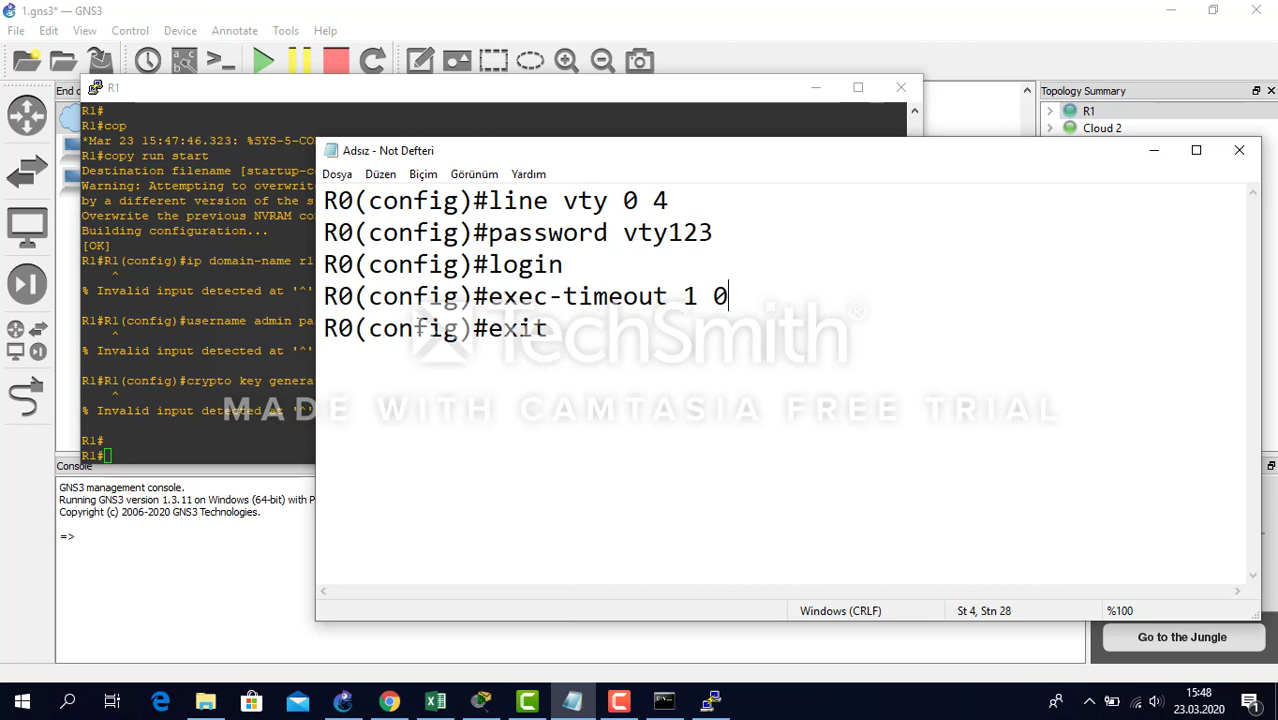 1.gns3* — GNS3
File Edit View Control Device Annotate Tools Help
End d
R1
R1#
R1#cop
*Mar 23 15:47:46.323: %SYS-5-CO
R1#copy run start
Destination filename [startup-c
Warning: Attempting to overwrit
by a different version of the s
Overwrite the previous NVRAM co
Building configuration...
[OK]
R1#R1(config)#ip domain-name r1
^
% Invalid input detected at '^'
R1#R1(config)#username admin pa
^
% Invalid input detected at '^'
R1#R1(config)#crypto key genera
^
% Invalid input detected at '^'
R1#
R1#
Topology Summary
R1
Cloud 2
Adsız - Not Defteri
Dosya Düzen Biçim Görünüm Yardım
R0(config)#line vty 0 4
R0(config)#password vty123
R0(config)#login
R0(config)#exec-timeout 1 0
R0(config)#exit
TechSmith®
MADE WITH CAMTASIA FREE TRIAL
Windows (CRLF) St 4, Stn 28 %100
Console
GNS3 management console.
Running GNS3 version 1.3.11 on Windows (64-bit) with P
Copyright (c) 2006-2020 GNS3 Technologies.
=>
Go to the Jungle
15:48
23.03.2020
1